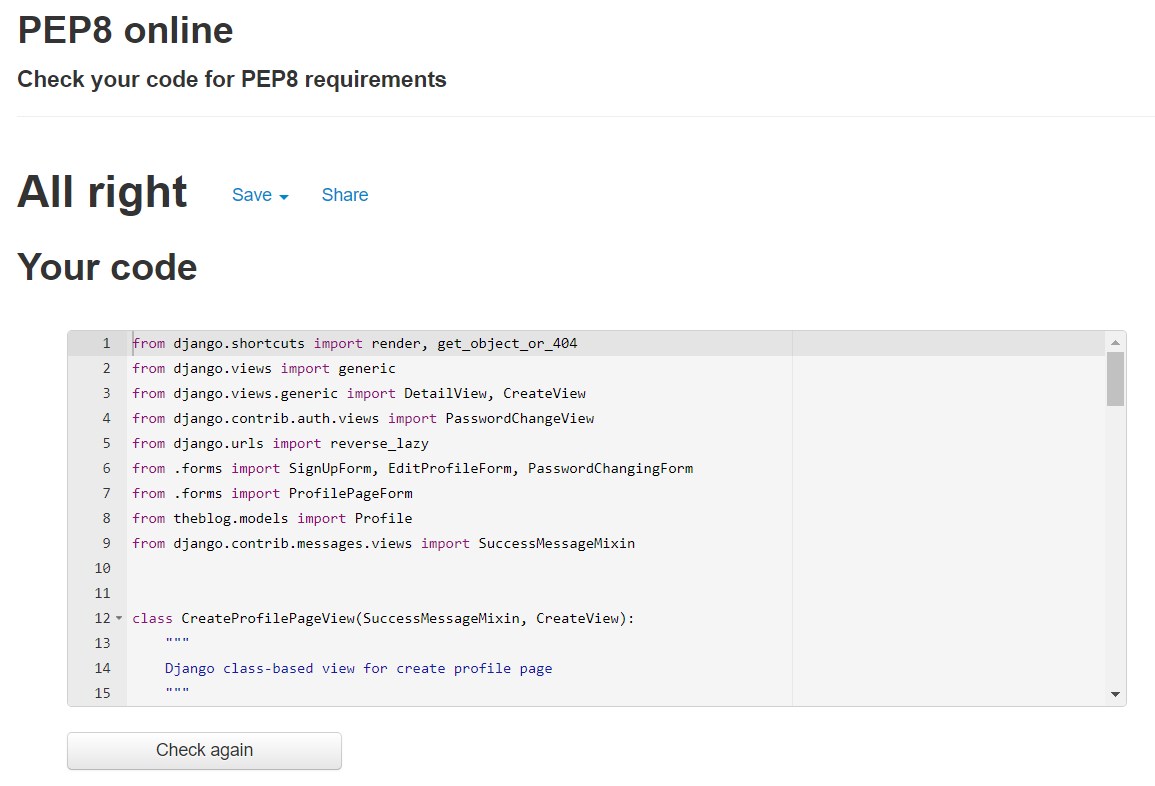 PEP8 online
Check your code for PEP8 requirements
All right Save Share
Your code
1 from django.shortcuts import render, get_object_or_404
2 from django.views import generic
3 from django.views.generic import DetailView, CreateView
4 from django.contrib.auth.views import PasswordChangeView
5 from django.urls import reverse_lazy
6 from .forms import SignUpForm, EditProfileForm, PasswordChangingForm
7 from .forms import ProfilePageForm
8 from theblog.models import Profile
9 from django.contrib.messages.views import SuccessMessageMixin
10
11
12 class CreateProfilePageView(SuccessMessageMixin, CreateView):
13     """
14     Django class-based view for create profile page
15     """
Check again